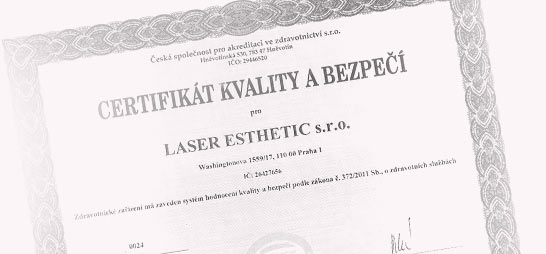 Česká společnost pro akreditaci ve zdravotnictví s.r.o.
Hněvotínská 530, 783 47 Hněvotín
IČO: 29446520
CERTIFIKÁT KVALITY A BEZPEČÍ
pro
LASER ESTHETIC s.r.o.
Washingtonova 1559/17, 110 00 Praha 1
IČ: 26427656
Zdravotnické zařízení má zaveden systém hodnocení kvality a bezpečí podle zákona č. 372/2011 Sb., o zdravotních službách
0024